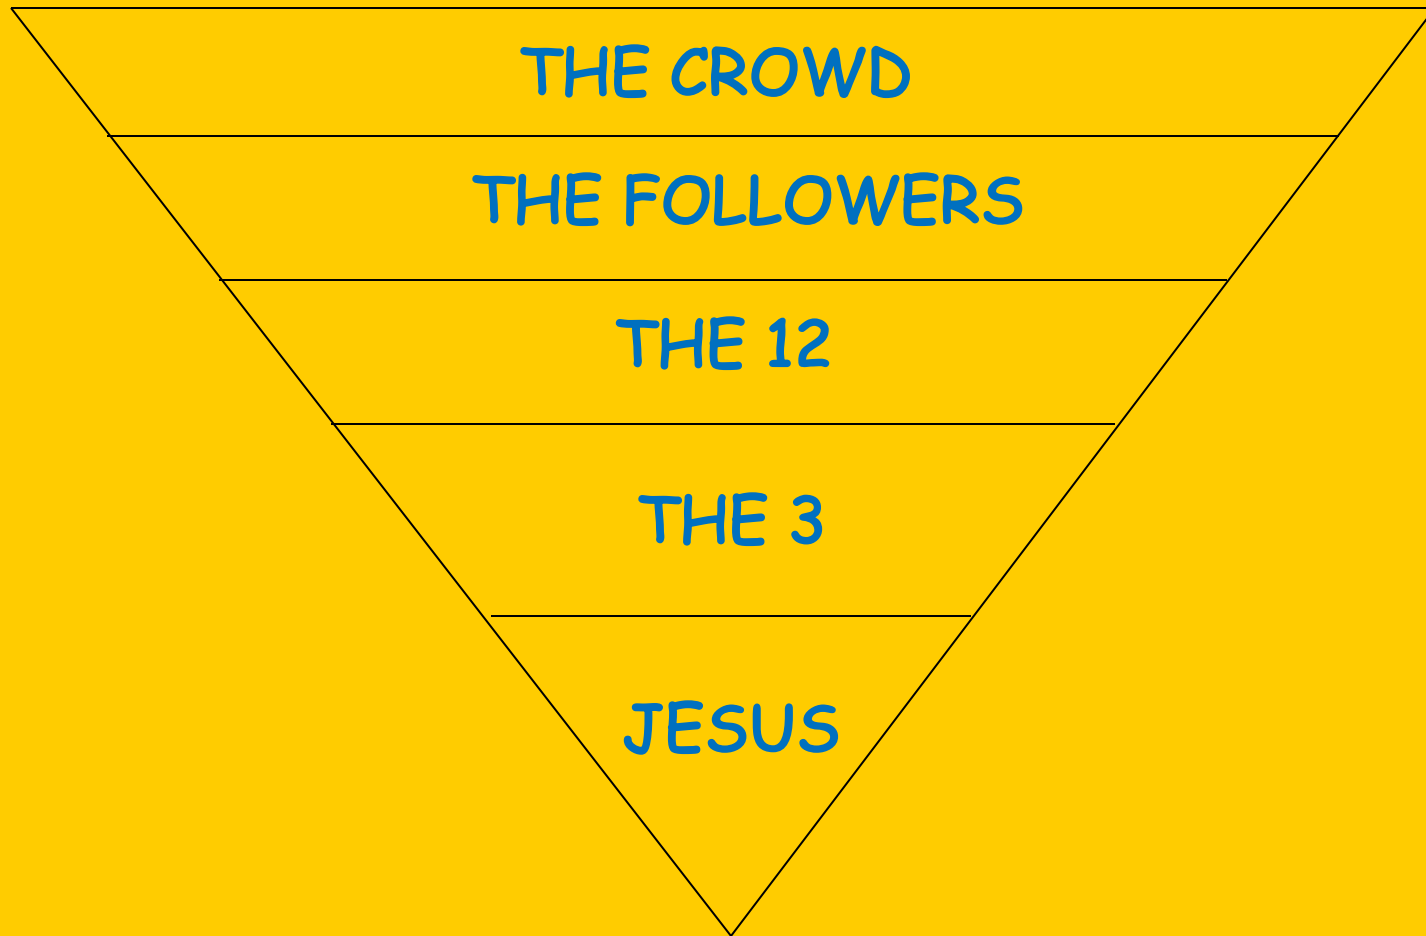 THE CROWD
THE FOLLOWERS
THE 12
THE 3
JESUS